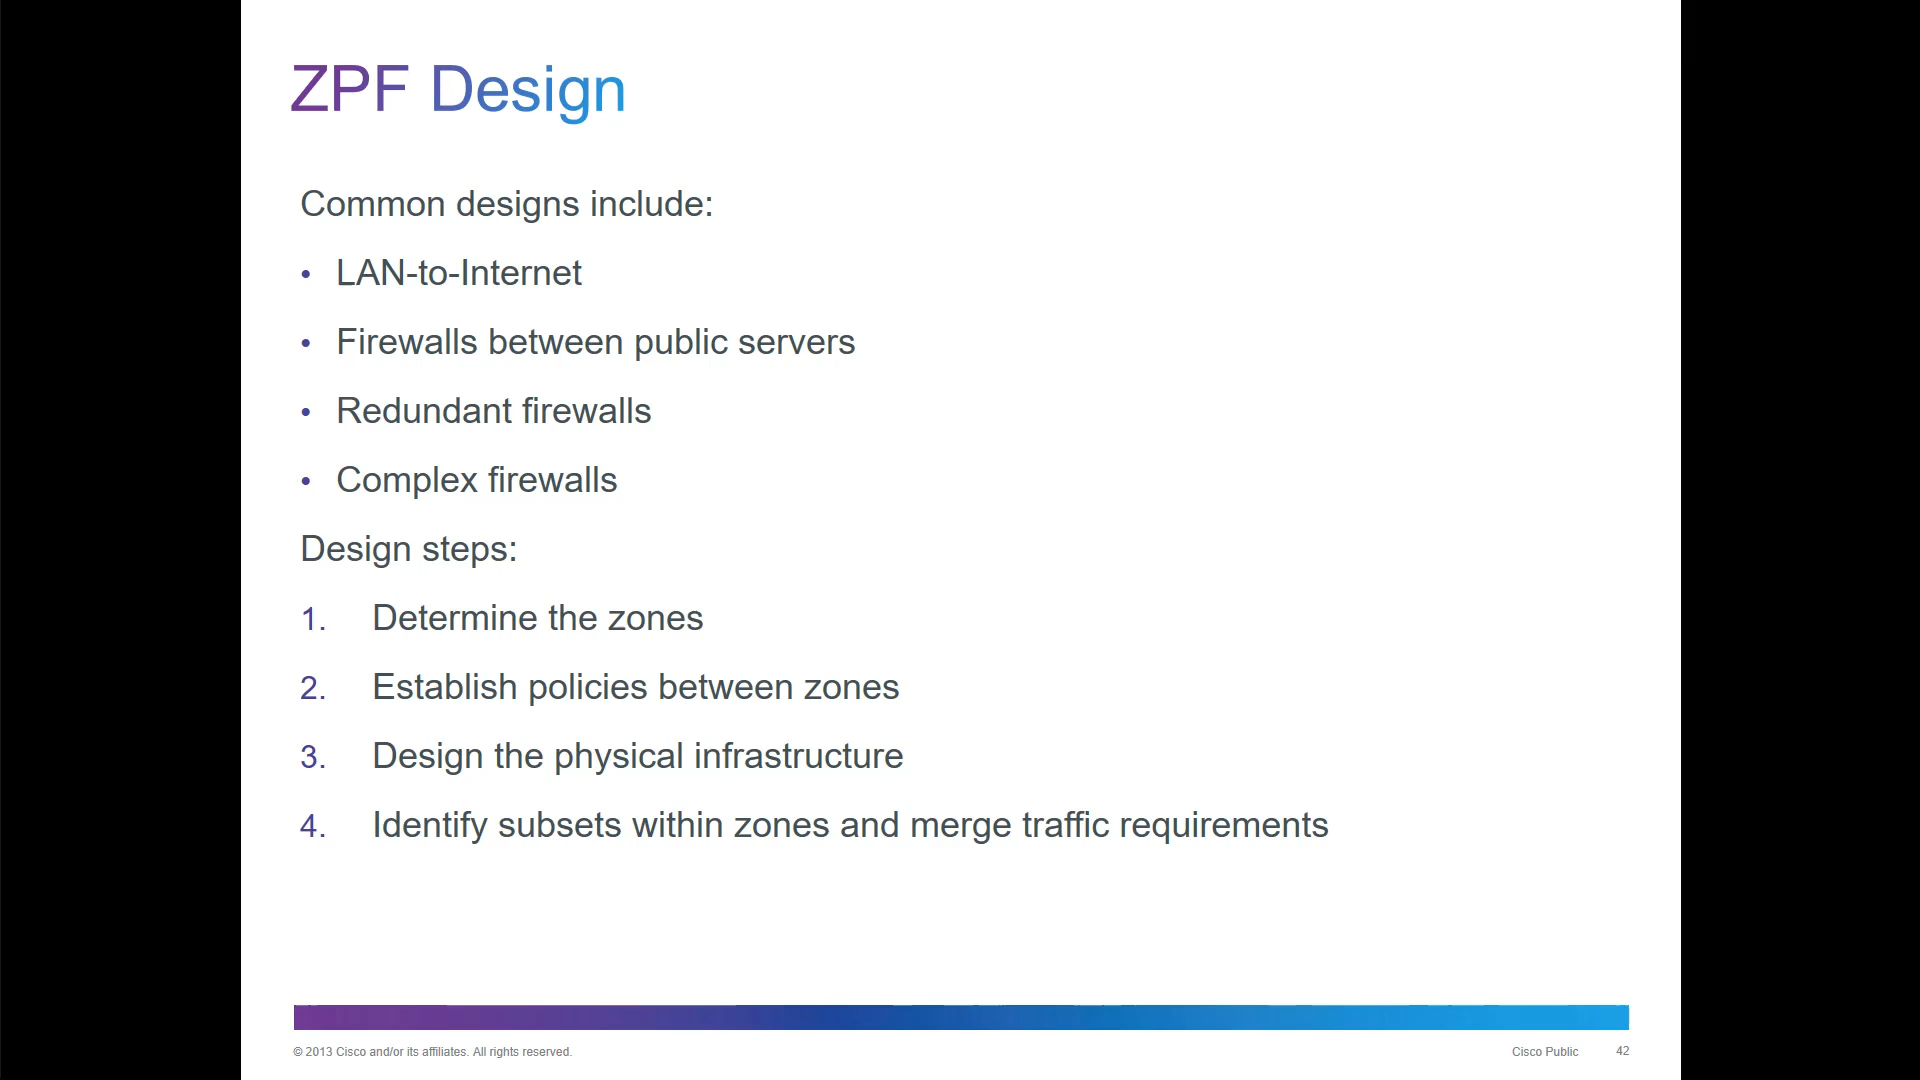 ZPF Design
Common designs include:
• LAN-to-Internet
• Firewalls between public servers
• Redundant firewalls
• Complex firewalls
Design steps:
1. Determine the zones
2. Establish policies between zones
3. Design the physical infrastructure
4. Identify subsets within zones and merge traffic requirements
© 2013 Cisco and/or its affiliates. All rights reserved. Cisco Public 42